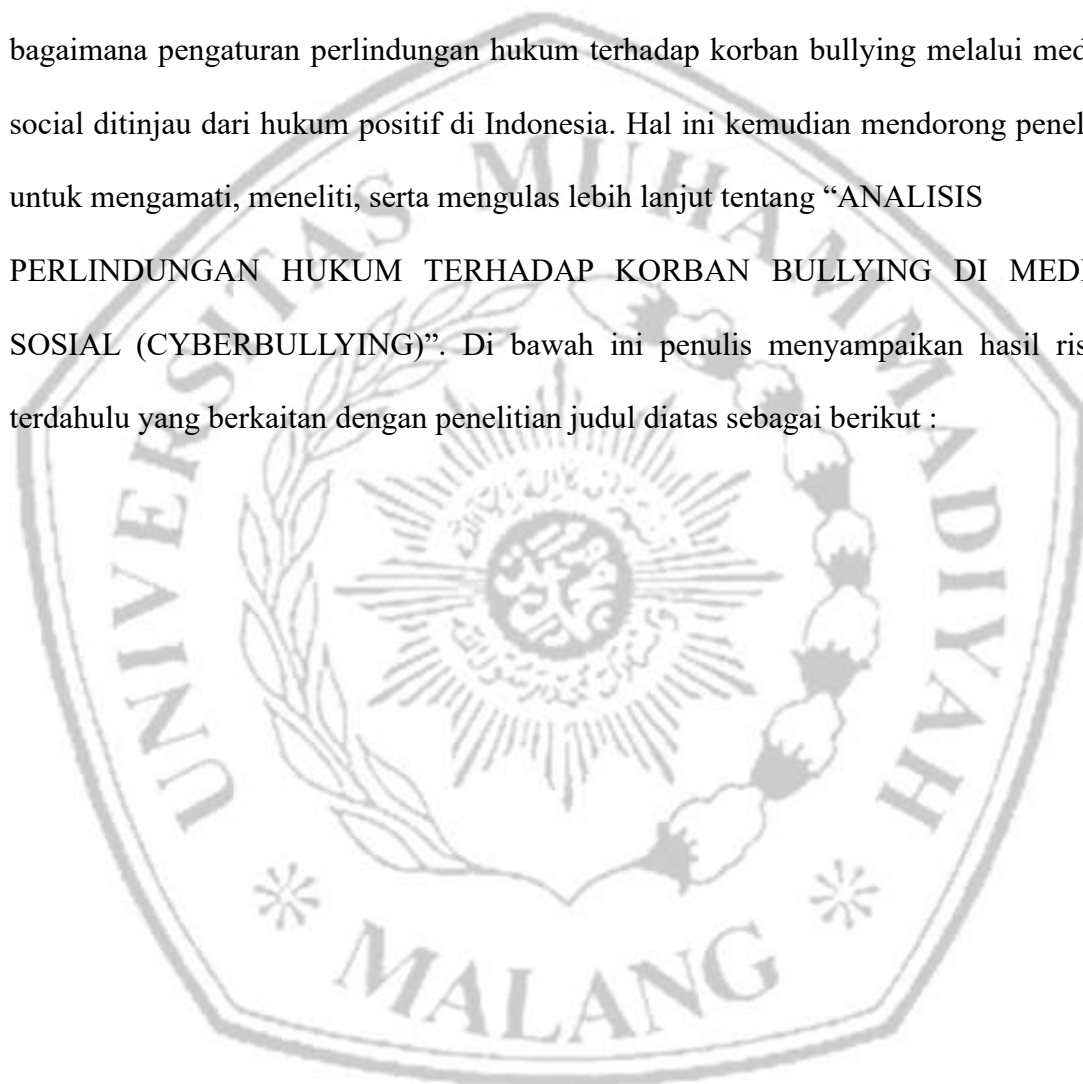 bagaimana pengaturan perlindungan hukum terhadap korban bullying melalui med
social ditinjau dari hukum positif di Indonesia. Hal ini kemudian mendorong penel
untuk mengamati, meneliti, serta mengulas lebih lanjut tentang “ANALISIS
PERLINDUNGAN HUKUM TERHADAP KORBAN BULLYING DI MED
SOSIAL (CYBERBULLYING)”. Di bawah ini penulis menyampaikan hasil ris
terdahulu yang berkaitan dengan penelitian judul diatas sebagai berikut :
UNIVERSITAS MUHAMMADIYAH
MALANG